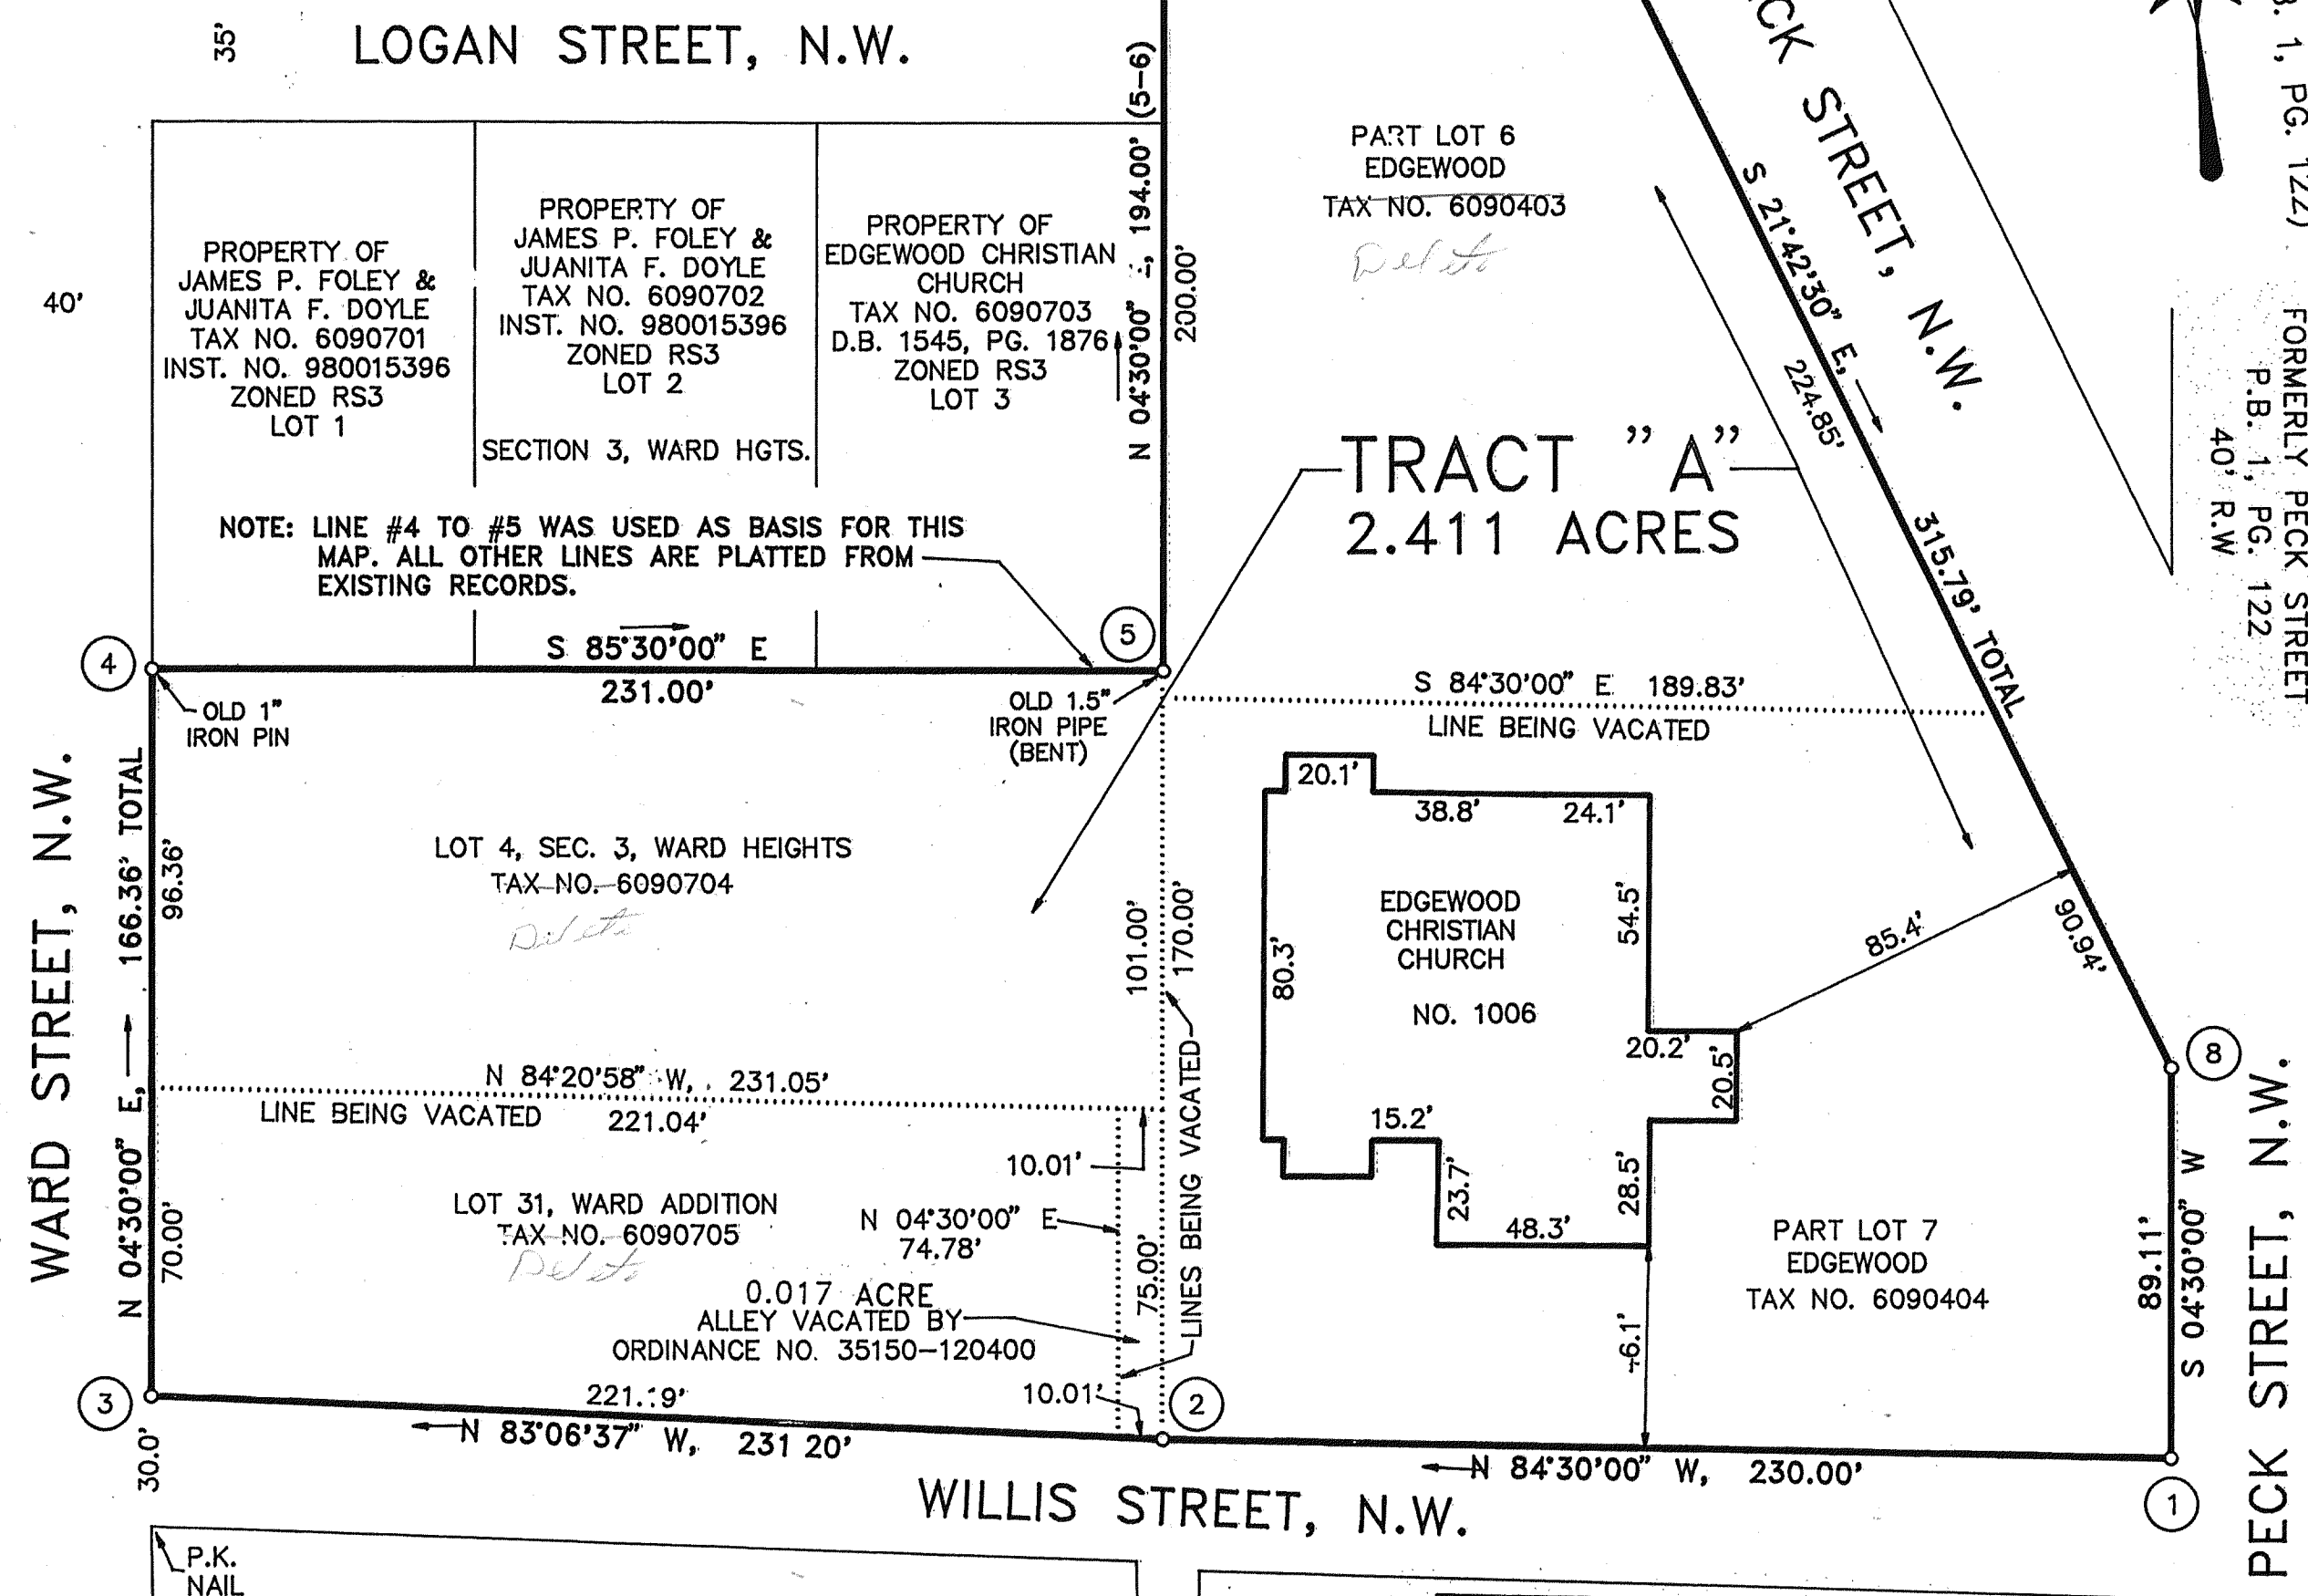 35'
LOGAN STREET, N.W.
PROPERTY OF
JAMES P. FOLEY &
JUANITA F. DOYLE
TAX NO. 6090701
INST. NO. 980015396
ZONED RS3
LOT 1
PROPERTY OF
JAMES P. FOLEY &
JUANITA F. DOYLE
TAX NO. 6090702
INST. NO. 980015396
ZONED RS3
LOT 2
PROPERTY OF
EDGEWOOD CHRISTIAN
CHURCH
TAX NO. 6090703
D.B. 1545, PG. 1876
ZONED RS3
LOT 3
SECTION 3, WARD HGTS.
40'
N 04°30'00" 194.00' (5-6)
200.00'
PART LOT 6
EDGEWOOD
TAX NO. 6090403
Delete
CK STREET, N.W.
S 21°42'30" E,
315.79' TOTAL
224.85'
. 1, PG. 122)
FORMERLY PECK STREET
P.B. 1, PG. 122
40' R.W
TRACT "A"
2.411 ACRES
NOTE: LINE #4 TO #5 WAS USED AS BASIS FOR THIS
MAP. ALL OTHER LINES ARE PLATTED FROM
EXISTING RECORDS.
4
S 85°30'00" E
231.00'
5
OLD 1"
IRON PIN
OLD 1.5"
IRON PIPE
(BENT)
S 84°30'00" E 189.83'
LINE BEING VACATED
WARD STREET, N.W.
N 04°30'00" E, 166.36' TOTAL
96.36'
70.00'
LOT 4, SEC. 3, WARD HEIGHTS
TAX NO. 6090704
Delete
101.00'
170.00'
20.1'
38.8'
24.1'
80.3'
54.5'
EDGEWOOD
CHRISTIAN
CHURCH
NO. 1006
20.2'
20.5'
15.2'
23.7'
48.3'
28.5'
85.4'
90.94'
8
N 84°20'58" W, 231.05'
LINE BEING VACATED 221.04'
10.01'
LOT 31, WARD ADDITION
TAX NO. 6090705
Delete
N 04°30'00" E
74.78'
75.00'
LINES BEING VACATED
0.017 ACRE
ALLEY VACATED BY
ORDINANCE NO. 35150-120400
PART LOT 7
EDGEWOOD
TAX NO. 6090404
89.11'
S 04°30'00" W
PECK STREET, N.W.
3
10.01'
2
N 83°06'37" W, 231 20'
N 84°30'00" W, 230.00'
1
30.0'
WILLIS STREET, N.W.
P.K.
NAIL